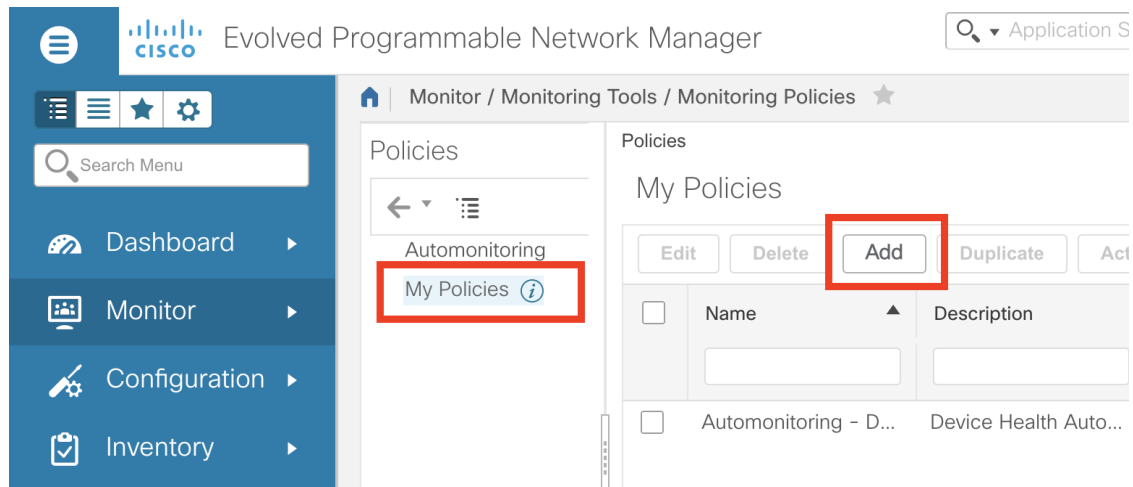 CISCO
Evolved Programmable Network Manager
Application S
Monitor / Monitoring Tools / Monitoring Policies
Search Menu
Dashboard
Monitor
Configuration
Inventory
Policies
Automonitoring
My Policies
Policies
My Policies
Edit
Delete
Add
Duplicate
Act
Name
Description
Automonitoring - D...
Device Health Auto...